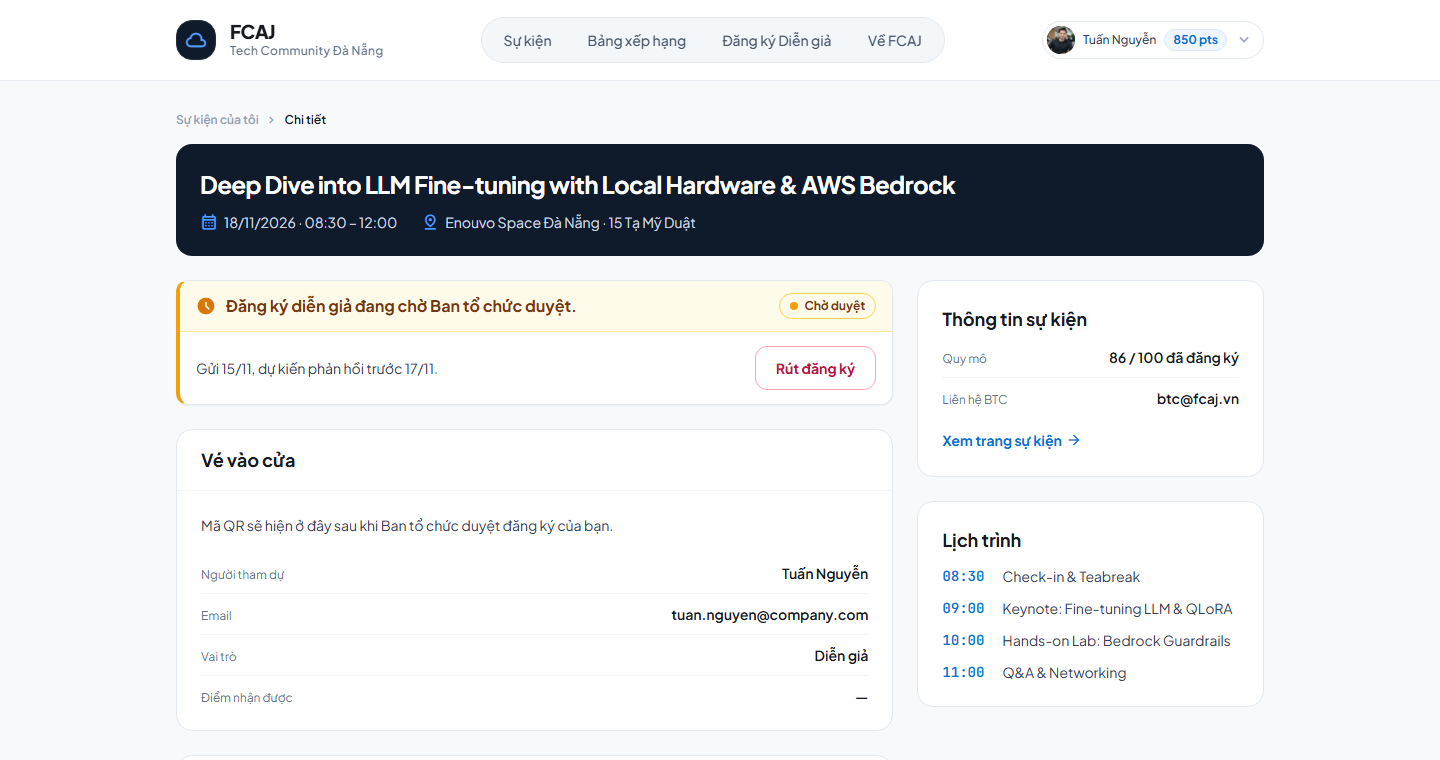 FCAJ
Tech Community Đà Nẵng
Sự kiện
Bảng xếp hạng
Đăng ký Diễn giả
Về FCAJ
Tuấn Nguyễn
850 pts
Sự kiện của tôi
Chi tiết
Deep Dive into LLM Fine-tuning with Local Hardware & AWS Bedrock
18/11/2026 · 08:30 – 12:00
Enouvo Space Đà Nẵng · 15 Tạ Mỹ Duật
Đăng ký diễn giả đang chờ Ban tổ chức duyệt.
Chờ duyệt
Gửi 15/11, dự kiến phản hồi trước 17/11.
Rút đăng ký
Vé vào cửa
Mã QR sẽ hiện ở đây sau khi Ban tổ chức duyệt đăng ký của bạn.
Người tham dự
Tuấn Nguyễn
Email
tuan.nguyen@company.com
Vai trò
Diễn giả
Điểm nhận được
—
Thông tin sự kiện
Quy mô
86 / 100 đã đăng ký
Liên hệ BTC
btc@fcaj.vn
Xem trang sự kiện →
Lịch trình
08:30 Check-in & Teabreak
09:00 Keynote: Fine-tuning LLM & QLoRA
10:00 Hands-on Lab: Bedrock Guardrails
11:00 Q&A & Networking